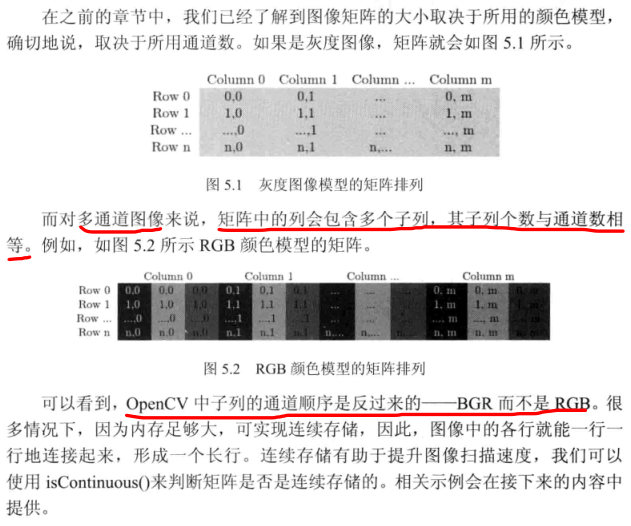 在之前的章节中，我们已经了解到图像矩阵的大小取决于所用的颜色模型，
确切地说，取决于所用通道数。如果是灰度图像，矩阵就会如图 5.1 所示。
Column 0 Column 1 Column ... Column m
Row 0 0,0 0,1 ... 0, m
Row 1 1,0 1,1 ... 1, m
Row ... ...,0 ...,1 ... ..., m
Row n n,0 n,1 n,... n, m
图 5.1 灰度图像模型的矩阵排列
而对多通道图像来说，矩阵中的列会包含多个子列，其子列个数与通道数相
等。例如，如图 5.2 所示 RGB 颜色模型的矩阵。
Column 0 Column 1 Column ... Column m
Row 0 0,0 0,0 0,0 0,1 0,1 0,1 ... ... ... 0, m 0, m 0, m
Row 1 1,0 1,0 1,0 1,1 1,1 1,1 ... ... ... 1, m 1, m 1, m
Row ... ...,0 ...,0 ...,0 ...,1 ...,1 ...,1 ... ... ... ..., m ..., m ..., m
Row n n,0 n,0 n,0 n,1 n,1 n,1 n,... n,... n,... n, m n, m n, m
图 5.2 RGB 颜色模型的矩阵排列
可以看到，OpenCV 中子列的通道顺序是反过来的——BGR 而不是 RGB。很
多情况下，因为内存足够大，可实现连续存储，因此，图像中的各行就能一行一
行地连接起来，形成一个长行。连续存储有助于提升图像扫描速度，我们可以
使用 isContinuous()来判断矩阵是否是连续存储的。相关示例会在接下来的内容中
提供。